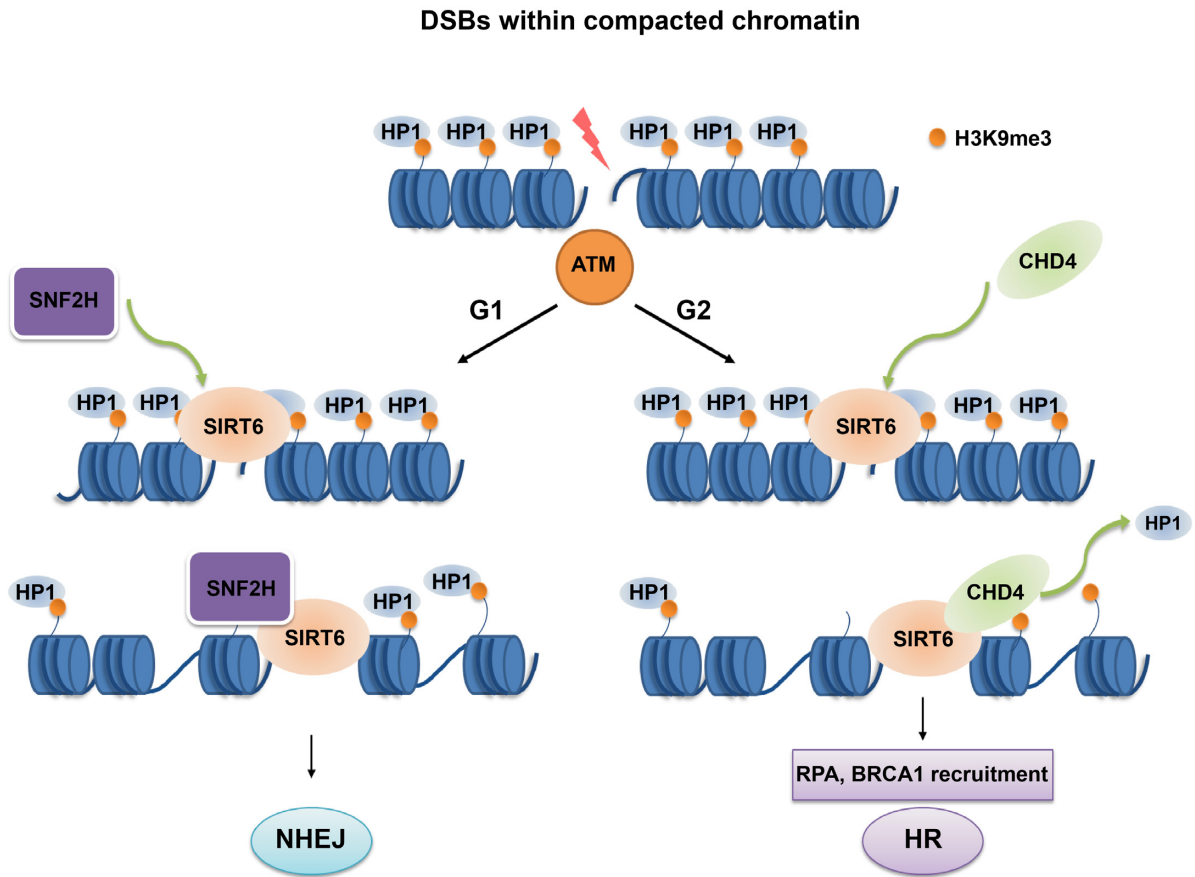 DSBs within compacted chromatin
HP1 HP1 HP1 HP1 HP1 HP1
H3K9me3
ATM
CHD4
SNF2H
G1 G2
HP1 HP1 HP1 HP1
SIRT6
HP1 HP1 HP1 HP1 HP1
SIRT6
HP1
HP1 SNF2H HP1 HP1
SIRT6
HP1 CHD4
SIRT6
RPA, BRCA1 recruitment
NHEJ
HR